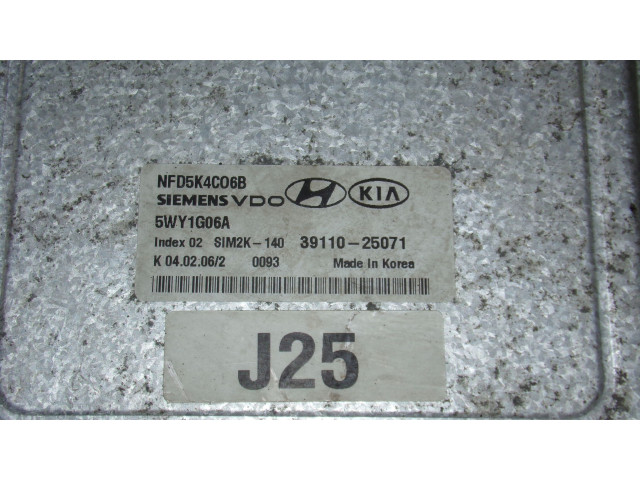 NFD5K4C06B
SIEMENS VDO KIA
5WY1G06A
Index 02 SIM2K-140 39110-25071
K 04.02.06/2 0093 Made In Korea
J25